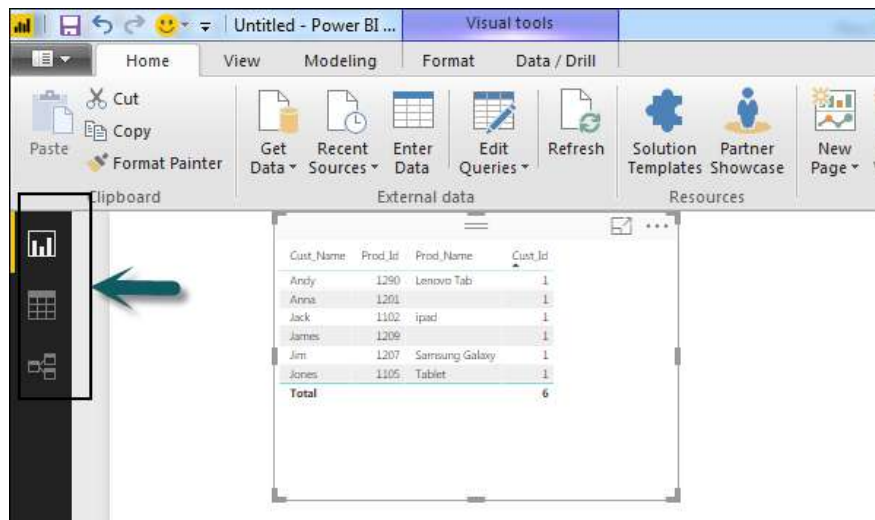 Untitled - Power BI ... Visual tools
Home View Modeling Format Data / Drill
Paste
Cut
Copy
Format Painter
Clipboard
Get Data
Recent Sources
Enter Data
Edit Queries
Refresh
External data
Solution Templates
Partner Showcase
Resources
New Page
Cust_Name Prod_Id Prod_Name Cust_Id
Andy 1290 Lenovo Tab 1
Anna 1201 1
Jack 1102 ipad 1
James 1209 1
Jim 1207 Samsung Galaxy 1
Jones 1105 Tablet 1
Total 6